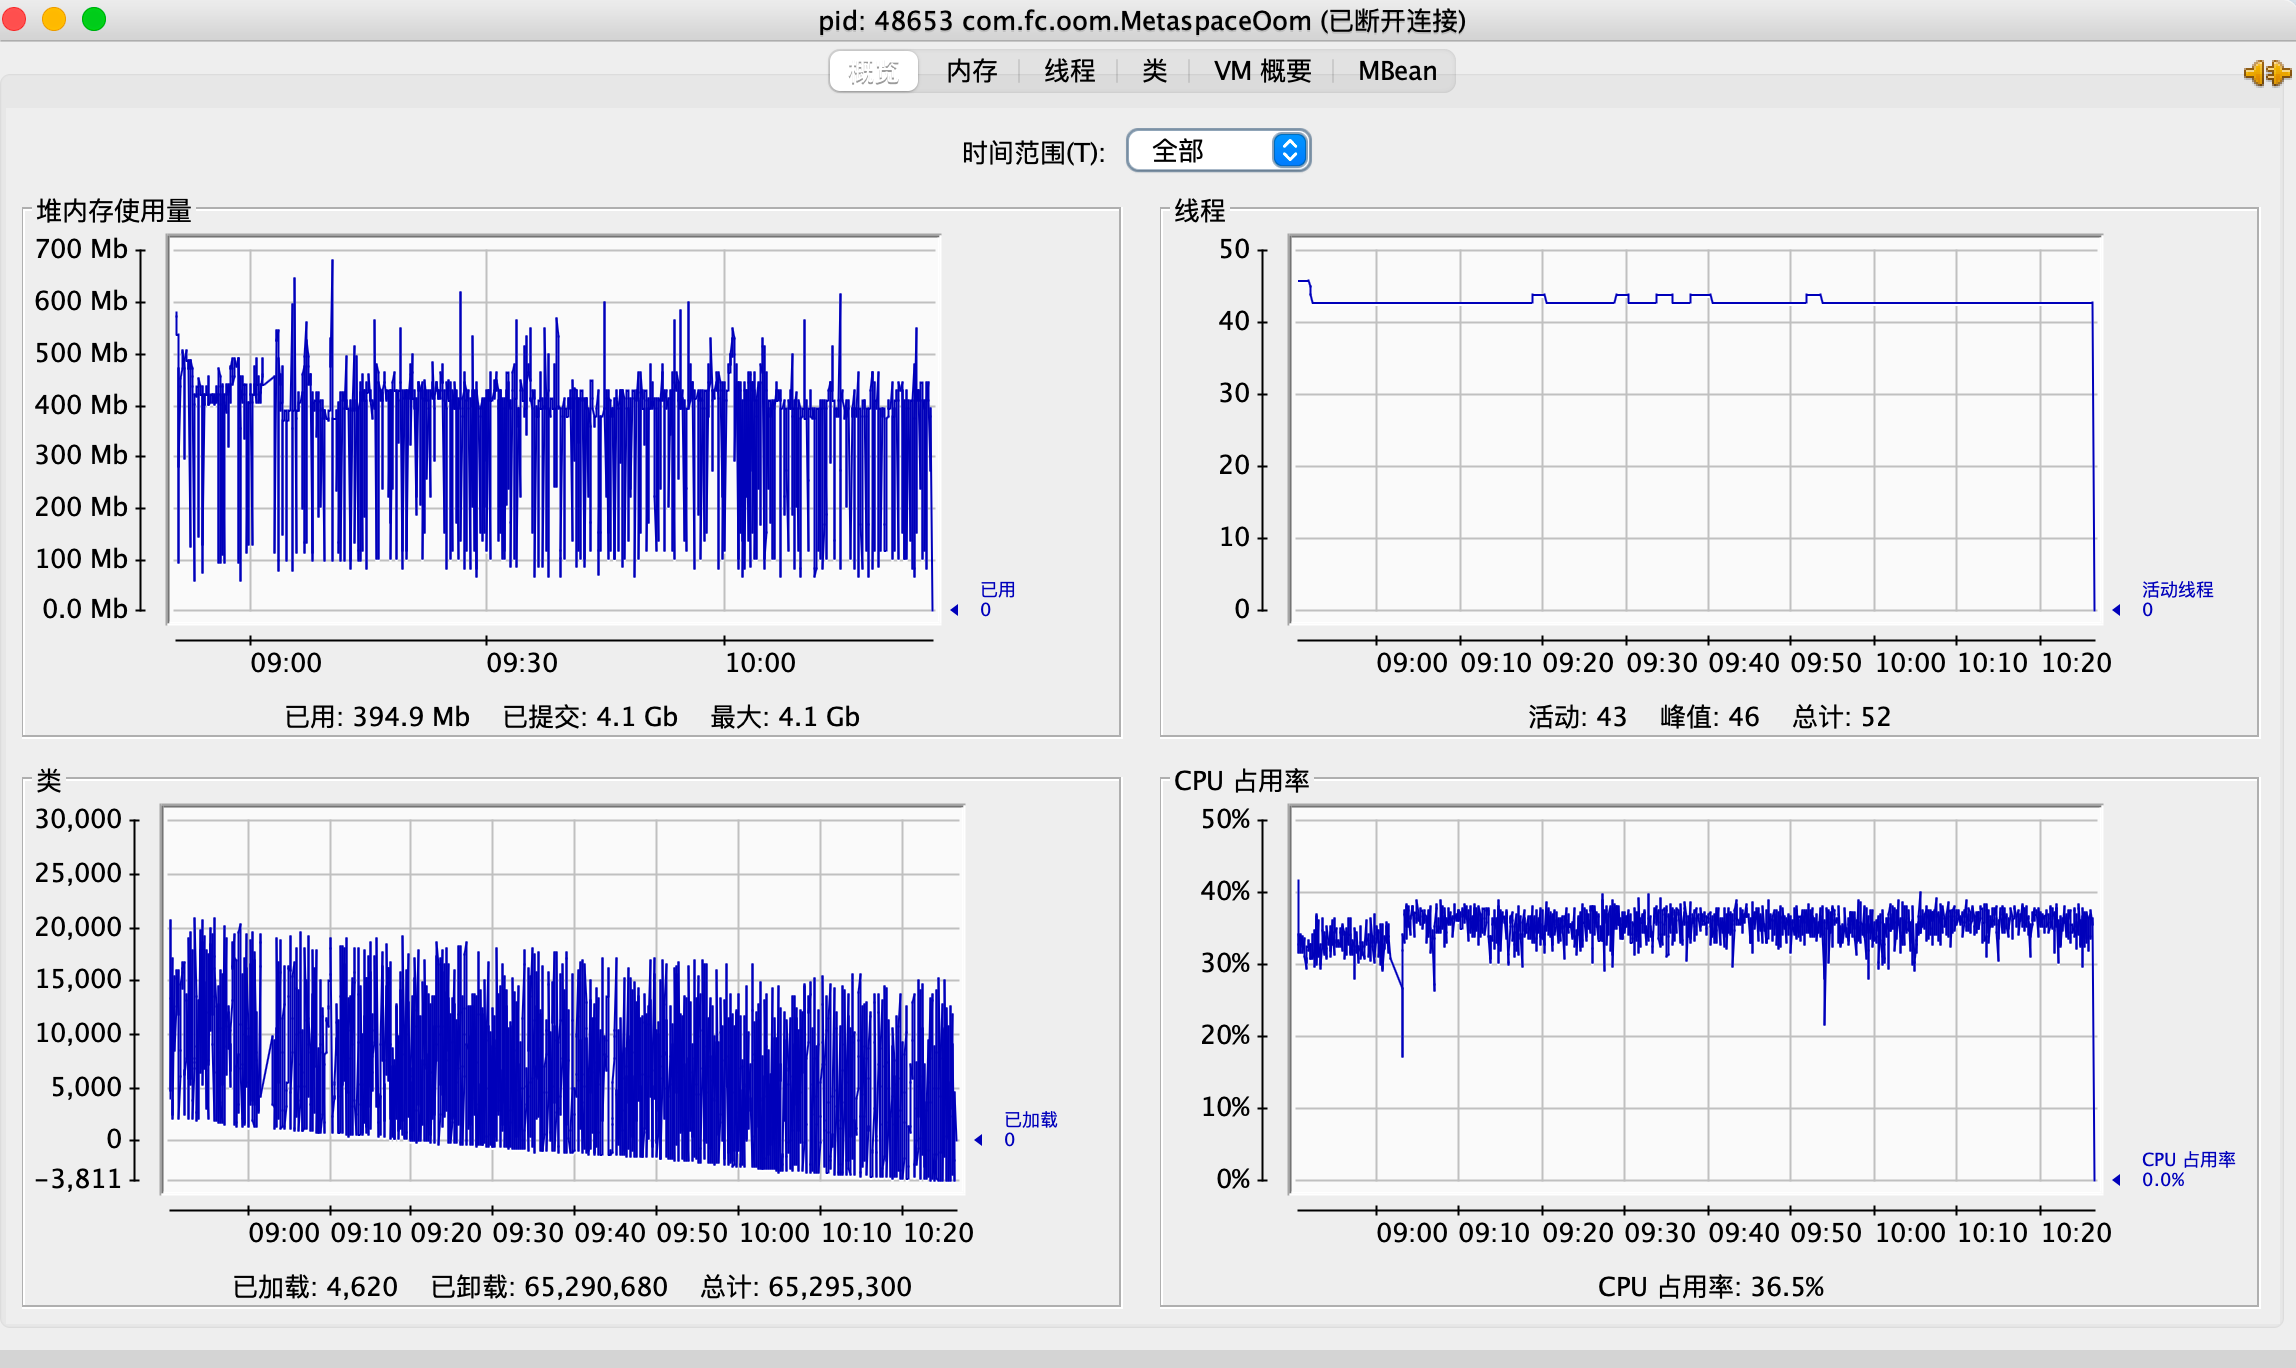 pid: 48653 com.fc.oom.MetaspaceOom (已断开连接)
概览 内存 线程 类 VM 概要 MBean
时间范围(T): 全部
堆内存使用量
700 Mb
600 Mb
500 Mb
400 Mb
300 Mb
200 Mb
100 Mb
0.0 Mb
已用
0
09:00 09:30 10:00
已用: 394.9 Mb 已提交: 4.1 Gb 最大: 4.1 Gb
线程
50
40
30
20
10
0
活动线程
0
09:00 09:10 09:20 09:30 09:40 09:50 10:00 10:10 10:20
活动: 43 峰值: 46 总计: 52
类
30,000
25,000
20,000
15,000
10,000
5,000
0
-3,811
已加载
0
09:00 09:10 09:20 09:30 09:40 09:50 10:00 10:10 10:20
已加载: 4,620 已卸载: 65,290,680 总计: 65,295,300
CPU 占用率
50%
40%
30%
20%
10%
0%
CPU 占用率
0.0%
09:00 09:10 09:20 09:30 09:40 09:50 10:00 10:10 10:20
CPU 占用率: 36.5%